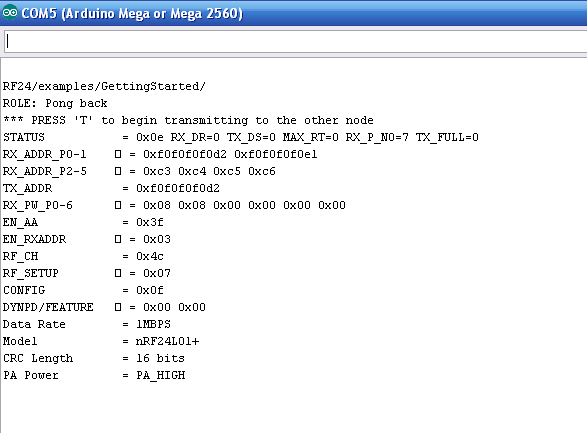 COM5 (Arduino Mega or Mega 2560)
RF24/examples/GettingStarted/
ROLE: Pong back
*** PRESS 'T' to begin transmitting to the other node
STATUS = 0x0e RX_DR=0 TX_DS=0 MAX_RT=0 RX_P_NO=7 TX_FULL=0
RX_ADDR_P0-1 ▯ = 0xf0f0f0f0d2 0xf0f0f0f0e1
RX_ADDR_P2-5 ▯ = 0xc3 0xc4 0xc5 0xc6
TX_ADDR = 0xf0f0f0f0d2
RX_PW_P0-6 ▯ = 0x08 0x08 0x00 0x00 0x00 0x00
EN_AA = 0x3f
EN_RXADDR ▯ = 0x03
RF_CH = 0x4c
RF_SETUP ▯ = 0x07
CONFIG = 0x0f
DYNPD/FEATURE ▯ = 0x00 0x00
Data Rate = 1MBPS
Model = nRF24L01+
CRC Length = 16 bits
PA Power = PA_HIGH